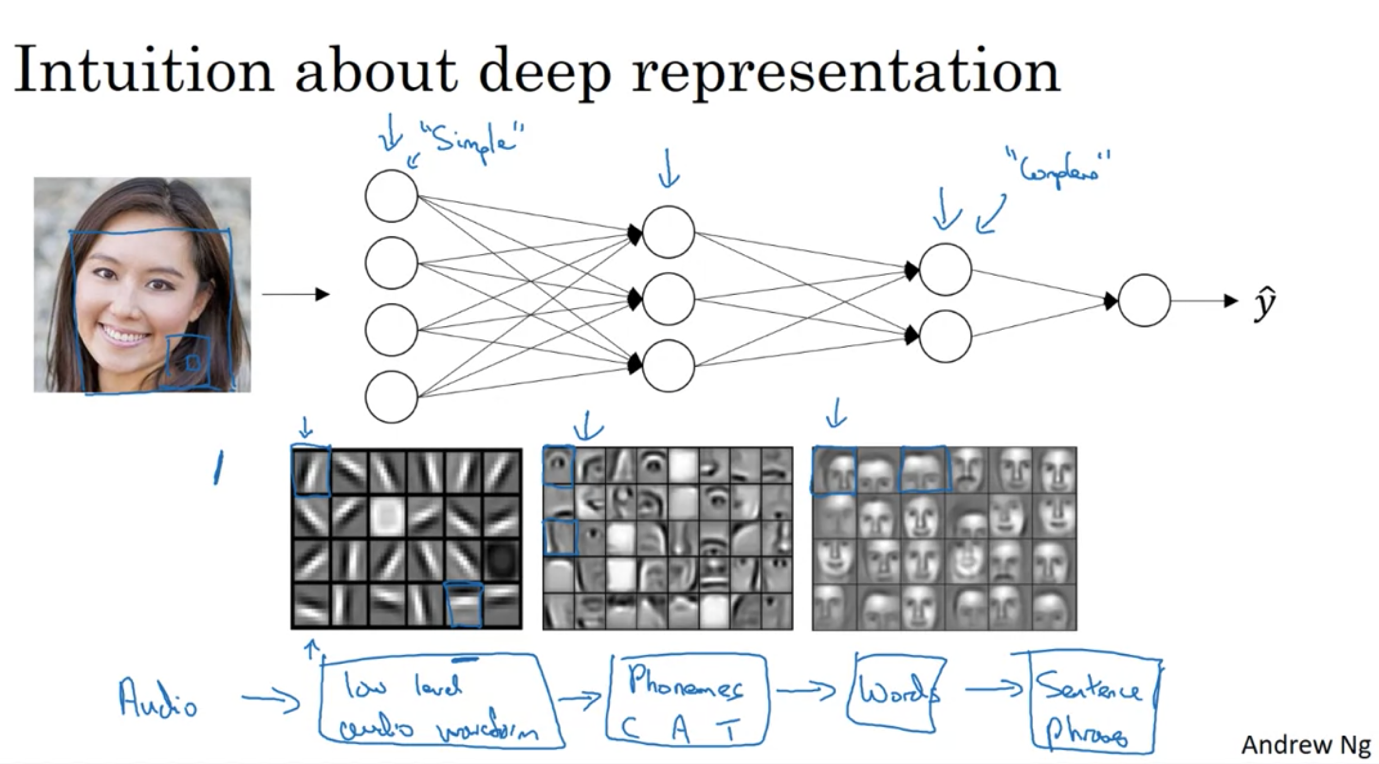 Intuition about deep representation
"Simple"
"Complex"
ŷ
Audio
low level
audio waveform
Phonemes
C A T
Words
Sentence
phrase
Andrew Ng